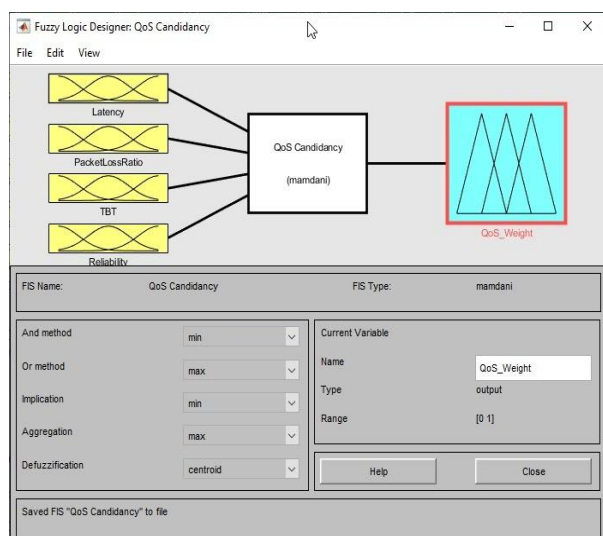 Fuzzy Logic Designer: QoS Candidancy
File Edit View
Latency
PacketLossRatio
TBT
Reliability
QoS Candidancy
(mamdani)
QoS_Weight
FIS Name: QoS Candidancy FIS Type: mamdani
And method min
Or method max
Implication min
Aggregation max
Defuzzification centroid
Current Variable
Name QoS_Weight
Type output
Range [0 1]
Help Close
Saved FIS "QoS Candidancy" to file